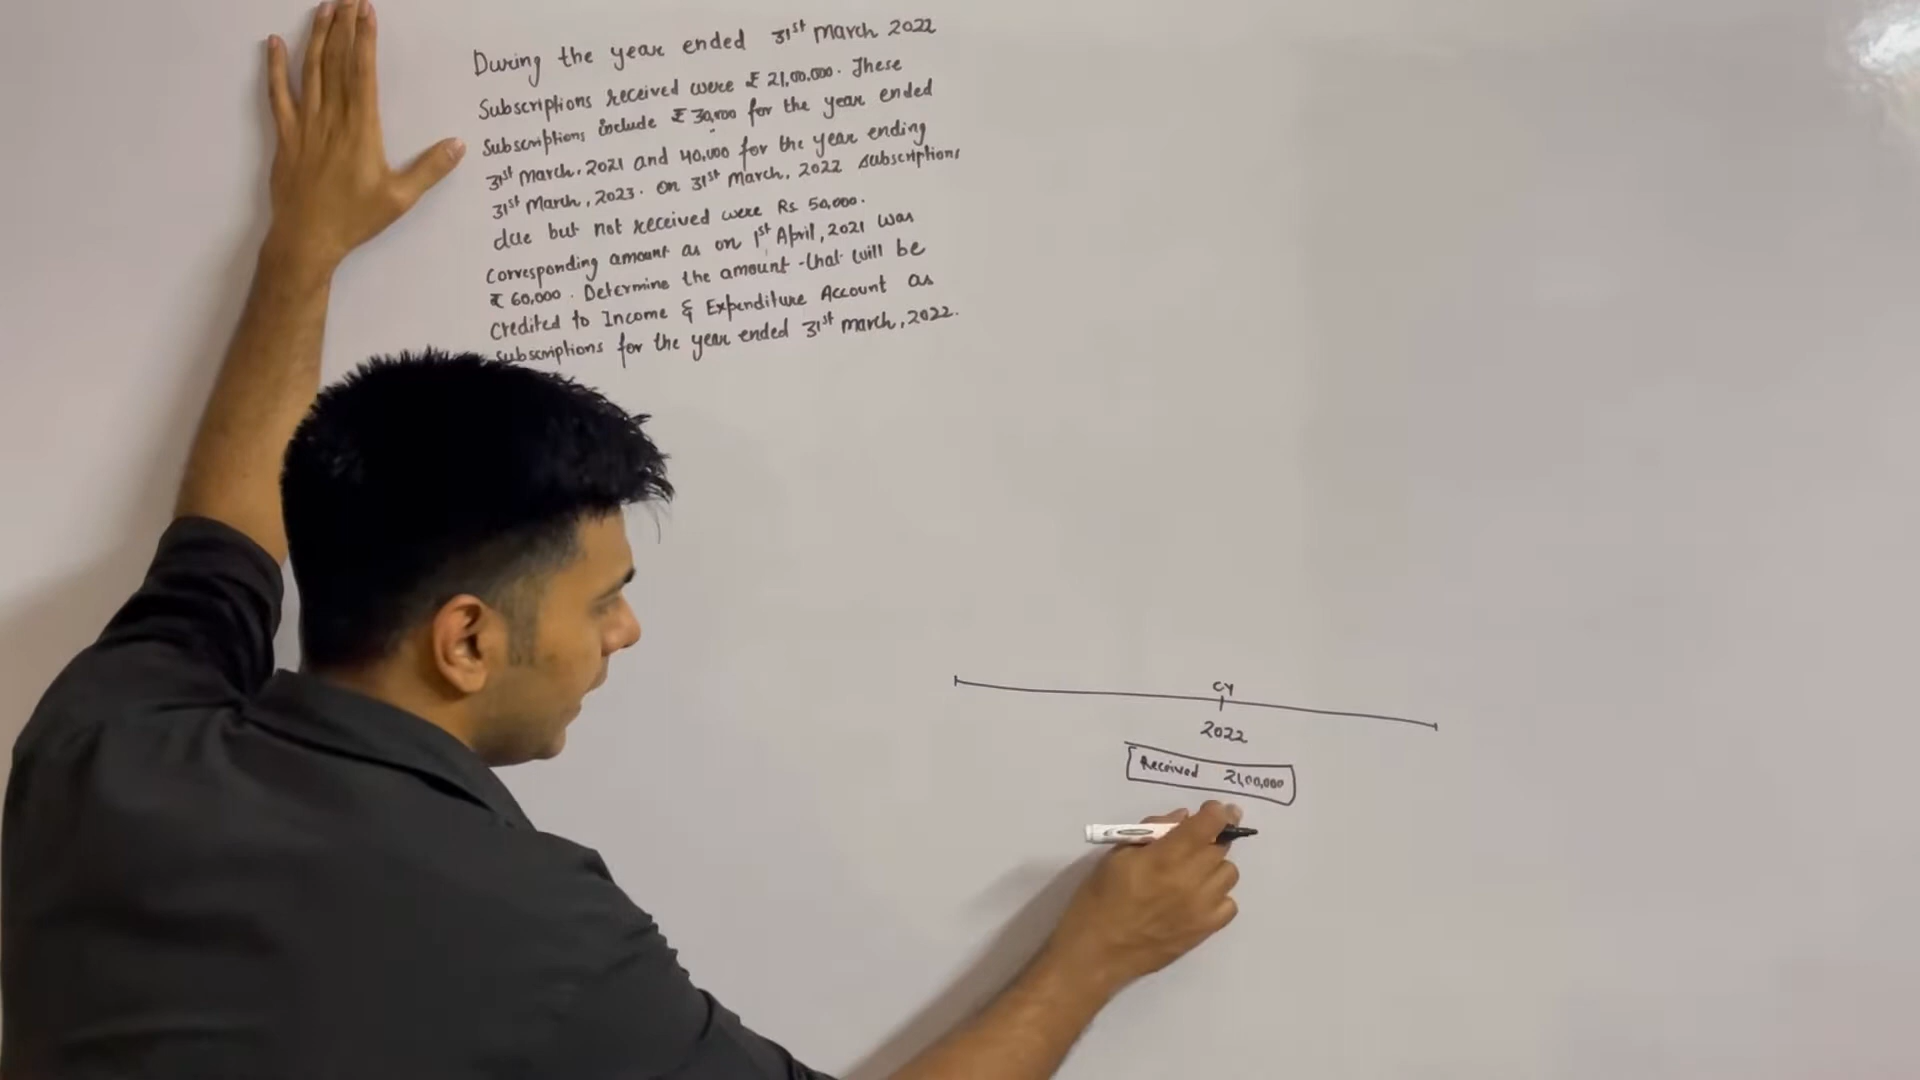 During the year ended 31st March 2022
Subscriptions received were ₹ 21,00,000. These
Subscriptions include ₹ 30,000 for the year ended
31st March, 2021 and 40,000 for the year ending
31st March, 2023. On 31st March, 2022 subscriptions
due but not received were Rs 50,000.
Corresponding amount as on 1st April, 2021 was
₹ 60,000. Determine the amount that will be
Credited to Income & Expenditure Account as
Subscriptions for the year ended 31st march, 2022.
CY
2022
Received 21,00,000